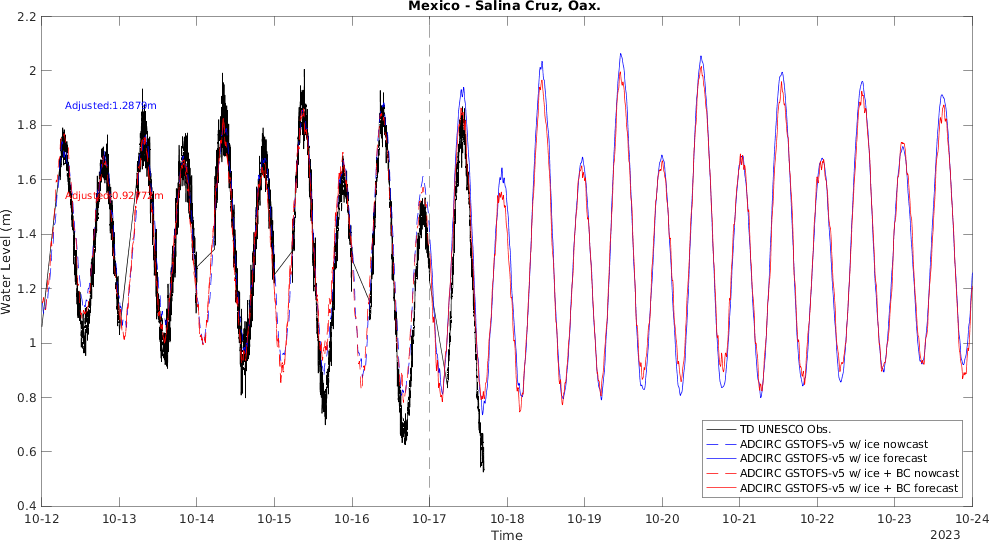 Mexico - Salina Cruz, Oax.
2.2
2
1.8
1.6
1.4
1.2
1
0.8
0.6
0.4
Water Level (m)
Adjusted:1.2879m
TD UNESCO Obs.
ADCIRC GSTOFS-v5 w/ ice nowcast
ADCIRC GSTOFS-v5 w/ ice forecast
ADCIRC GSTOFS-v5 w/ ice + BC nowcast
ADCIRC GSTOFS-v5 w/ ice + BC forecast
10-12 10-13 10-14 10-15 10-16 10-17 10-18 10-19 10-20 10-21 10-22 10-23 10-24
Time
2023